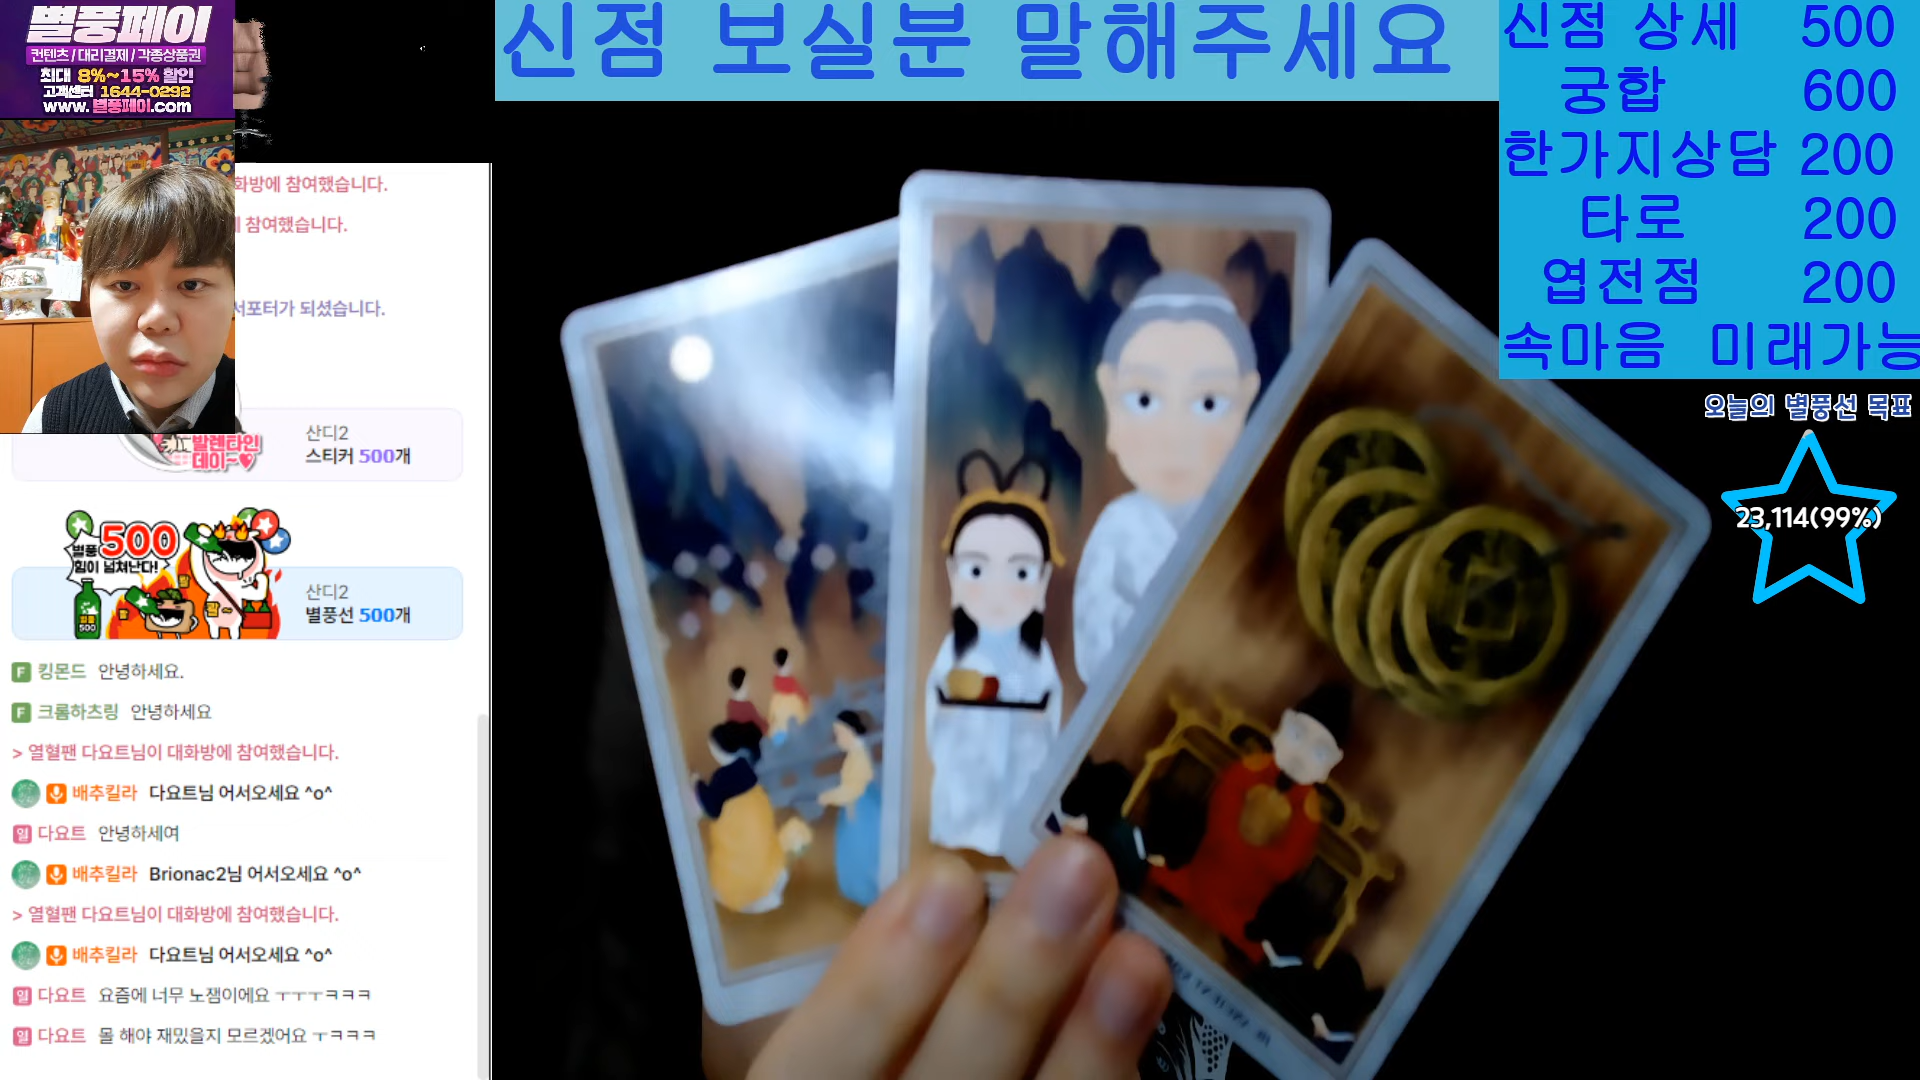 별풍페이
컨텐츠 / 대리결제 / 각종상품권
최대 8%~15% 할인
고객센터 1644-0292
www.별풍페이.com
신점 보실분 말해주세요
신점 상세 500
궁합 600
한가지상담 200
타로 200
엽전점 200
속마음 미래가능
오늘의 별풍선 목표
23,114(99%)
화방에 참여했습니다.
참여했습니다.
서포터가 되셨습니다.
발렌타인
데이~♥
산디2
스티커 500개
별풍 500
힘이 넘쳐난다!
500
산디2
별풍선 500개
F 킹몬드 안녕하세요.
F 크롬하츠링 안녕하세요
> 열혈팬 다요트님이 대화방에 참여했습니다.
배추킬라 다요트님 어서오세요 ^o^
열 다요트 안녕하세여
배추킬라 Brionac2님 어서오세요 ^o^
> 열혈팬 다요트님이 대화방에 참여했습니다.
배추킬라 다요트님 어서오세요 ^o^
열 다요트 요즘에 너무 노잼이에요 ㅜㅜㅜㅋㅋㅋ
열 다요트 몰 해야 재밌을지 모르겠어요 ㅜㅋㅋㅋ